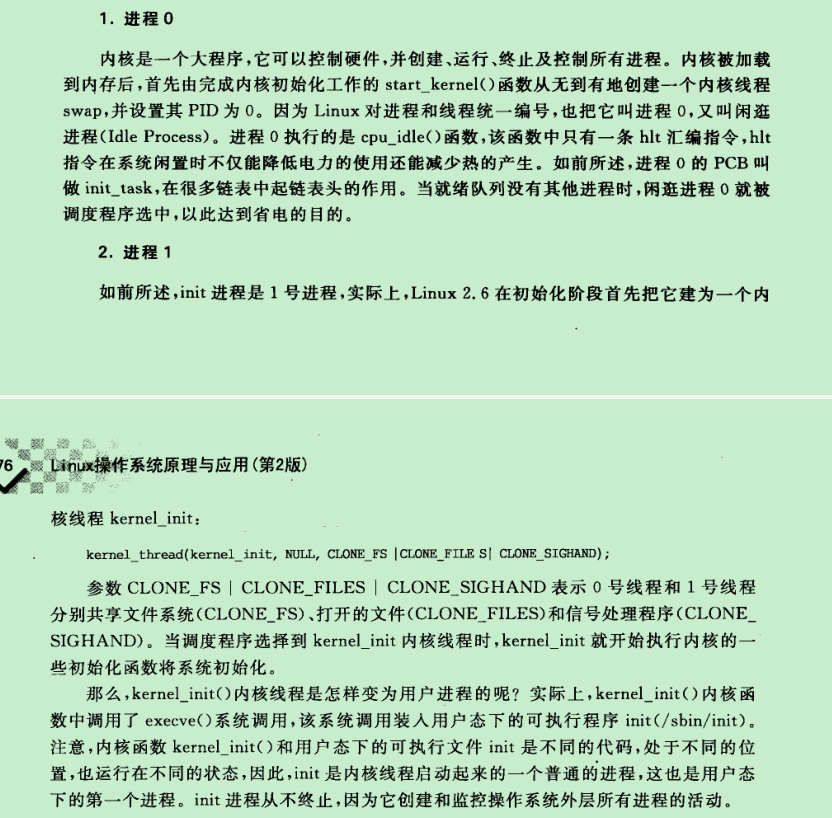 1. 进程 0
内核是一个大程序,它可以控制硬件,并创建、运行、终止及控制所有进程。内核被加载
到内存后,首先由完成内核初始化工作的 start_kernel()函数从无到有地创建一个内核线程
swap,并设置其 PID 为 0。因为 Linux 对进程和线程统一编号,也把它叫进程 0,又叫闲逛
进程(Idle Process)。进程 0 执行的是 cpu_idle()函数,该函数中只有一条 hlt 汇编指令,hlt
指令在系统闲置时不仅能降低电力的使用还能减少热的产生。如前所述,进程 0 的 PCB 叫
做 init_task,在很多链表中起链表头的作用。当就绪队列没有其他进程时,闲逛进程 0 就被
调度程序选中,以此达到省电的目的。
2. 进程 1
如前所述,init 进程是 1 号进程,实际上,Linux 2.6 在初始化阶段首先把它建为一个内
76 Linux操作系统原理与应用(第2版)
核线程 kernel_init:
kernel_thread(kernel_init, NULL, CLONE_FS |CLONE_FILE S| CLONE_SIGHAND);
参数 CLONE_FS | CLONE_FILES | CLONE_SIGHAND 表示 0 号线程和 1 号线程
分别共享文件系统(CLONE_FS)、打开的文件(CLONE_FILES)和信号处理程序(CLONE_
SIGHAND)。当调度程序选择到 kernel_init 内核线程时,kernel_init 就开始执行内核的一
些初始化函数将系统初始化。
那么,kernel_init()内核线程是怎样变为用户进程的呢? 实际上,kernel_init()内核函
数中调用了 execve()系统调用,该系统调用装入用户态下的可执行程序 init(/sbin/init)。
注意,内核函数 kernel_init()和用户态下的可执行文件 init 是不同的代码,处于不同的位
置,也运行在不同的状态,因此,init 是内核线程启动起来的一个普通的进程,这也是用户态
下的第一个进程。init 进程从不终止,因为它创建和监控操作系统外层所有进程的活动。